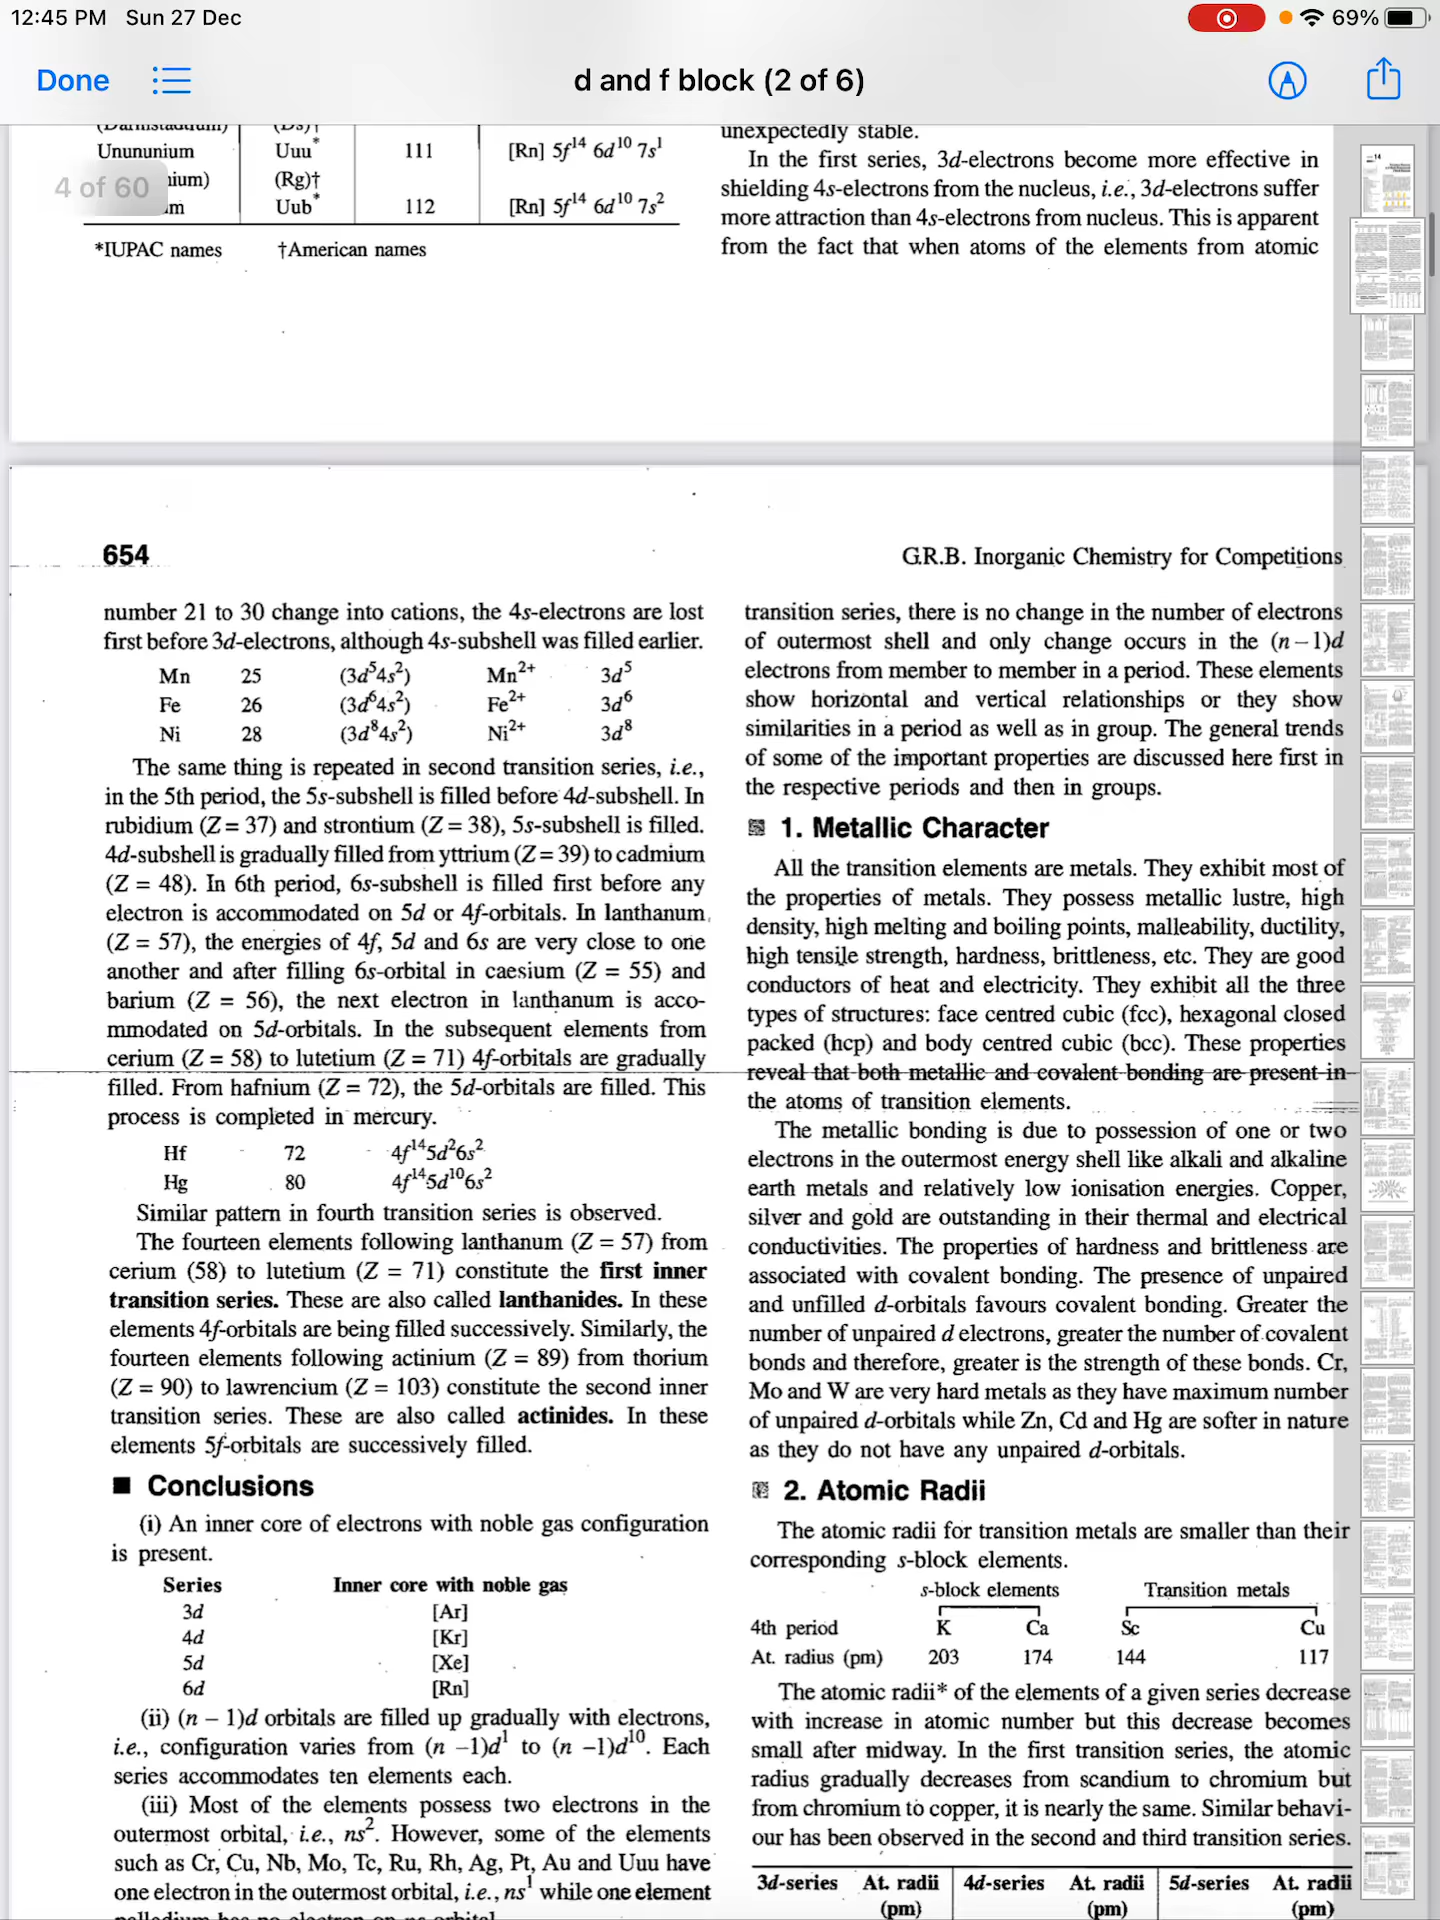 12:45 PM Sun 27 Dec
69%
Done
d and f block (2 of 6)
4 of 60
Unununium Uuu* 111 [Rn] 5f¹⁴ 6d¹⁰ 7s¹
(Rg)†
Uub* 112 [Rn] 5f¹⁴ 6d¹⁰ 7s²
*IUPAC names †American names
unexpectedly stable.
In the first series, 3d-electrons become more effective in
shielding 4s-electrons from the nucleus, i.e., 3d-electrons suffer
more attraction than 4s-electrons from nucleus. This is apparent
from the fact that when atoms of the elements from atomic
654
G.R.B. Inorganic Chemistry for Competitions
number 21 to 30 change into cations, the 4s-electrons are lost
first before 3d-electrons, although 4s-subshell was filled earlier.
Mn 25 (3d⁵4s²) Mn²⁺ 3d⁵
Fe 26 (3d⁶4s²) Fe²⁺ 3d⁶
Ni 28 (3d⁸4s²) Ni²⁺ 3d⁸
The same thing is repeated in second transition series, i.e.,
in the 5th period, the 5s-subshell is filled before 4d-subshell. In
rubidium (Z = 37) and strontium (Z = 38), 5s-subshell is filled.
4d-subshell is gradually filled from yttrium (Z = 39) to cadmium
(Z = 48). In 6th period, 6s-subshell is filled first before any
electron is accommodated on 5d or 4f-orbitals. In lanthanum
(Z = 57), the energies of 4f, 5d and 6s are very close to one
another and after filling 6s-orbital in caesium (Z = 55) and
barium (Z = 56), the next electron in lanthanum is acco-
mmodated on 5d-orbitals. In the subsequent elements from
cerium (Z = 58) to lutetium (Z = 71) 4f-orbitals are gradually
filled. From hafnium (Z = 72), the 5d-orbitals are filled. This
process is completed in mercury.
Hf 72 4f¹⁴5d²6s²
Hg 80 4f¹⁴5d¹⁰6s²
Similar pattern in fourth transition series is observed.
The fourteen elements following lanthanum (Z = 57) from
cerium (58) to lutetium (Z = 71) constitute the first inner
transition series. These are also called lanthanides. In these
elements 4f-orbitals are being filled successively. Similarly, the
fourteen elements following actinium (Z = 89) from thorium
(Z = 90) to lawrencium (Z = 103) constitute the second inner
transition series. These are also called actinides. In these
elements 5f-orbitals are successively filled.
Conclusions
(i) An inner core of electrons with noble gas configuration
is present.
Series Inner core with noble gas
3d [Ar]
4d [Kr]
5d [Xe]
6d [Rn]
(ii) (n – 1)d orbitals are filled up gradually with electrons,
i.e., configuration varies from (n –1)d¹ to (n –1)d¹⁰. Each
series accommodates ten elements each.
(iii) Most of the elements possess two electrons in the
outermost orbital, i.e., ns². However, some of the elements
such as Cr, Cu, Nb, Mo, Tc, Ru, Rh, Ag, Pt, Au and Uuu have
one electron in the outermost orbital, i.e., ns¹ while one element
transition series, there is no change in the number of electrons
of outermost shell and only change occurs in the (n – 1)d
electrons from member to member in a period. These elements
show horizontal and vertical relationships or they show
similarities in a period as well as in group. The general trends
of some of the important properties are discussed here first in
the respective periods and then in groups.
1. Metallic Character
All the transition elements are metals. They exhibit most of
the properties of metals. They possess metallic lustre, high
density, high melting and boiling points, malleability, ductility,
high tensile strength, hardness, brittleness, etc. They are good
conductors of heat and electricity. They exhibit all the three
types of structures: face centred cubic (fcc), hexagonal closed
packed (hcp) and body centred cubic (bcc). These properties
reveal that both metallic and covalent bonding are present in
the atoms of transition elements.
The metallic bonding is due to possession of one or two
electrons in the outermost energy shell like alkali and alkaline
earth metals and relatively low ionisation energies. Copper,
silver and gold are outstanding in their thermal and electrical
conductivities. The properties of hardness and brittleness are
associated with covalent bonding. The presence of unpaired
and unfilled d-orbitals favours covalent bonding. Greater the
number of unpaired d electrons, greater the number of covalent
bonds and therefore, greater is the strength of these bonds. Cr,
Mo and W are very hard metals as they have maximum number
of unpaired d-orbitals while Zn, Cd and Hg are softer in nature
as they do not have any unpaired d-orbitals.
2. Atomic Radii
The atomic radii for transition metals are smaller than their
corresponding s-block elements.
s-block elements Transition metals
4th period K Ca Sc Cu
At. radius (pm) 203 174 144 117
The atomic radii* of the elements of a given series decrease
with increase in atomic number but this decrease becomes
small after midway. In the first transition series, the atomic
radius gradually decreases from scandium to chromium but
from chromium to copper, it is nearly the same. Similar behavi-
our has been observed in the second and third transition series.
3d-series At. radii 4d-series At. radii 5d-series At. radii
(pm) (pm) (pm)